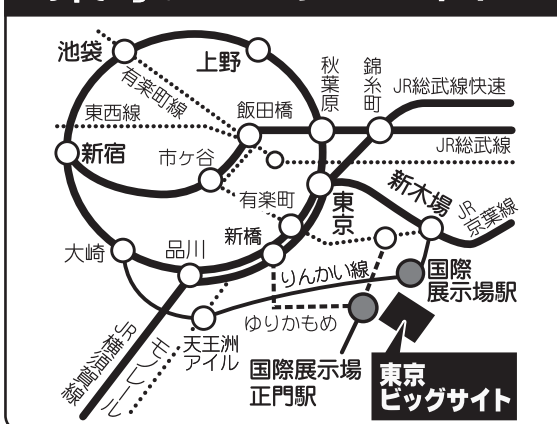 池袋
上野
有楽町線
秋葉原
錦糸町
JR総武線快速
東西線
飯田橋
JR総武線
新宿
市ヶ谷
有楽町
東京
新木場
JR
京葉線
新橋
大崎
品川
りんかい線
国際
展示場駅
ゆりかもめ
天王洲
アイル
JR
横須賀線
モノレール
国際展示場
正門駅
東京
ビッグサイト